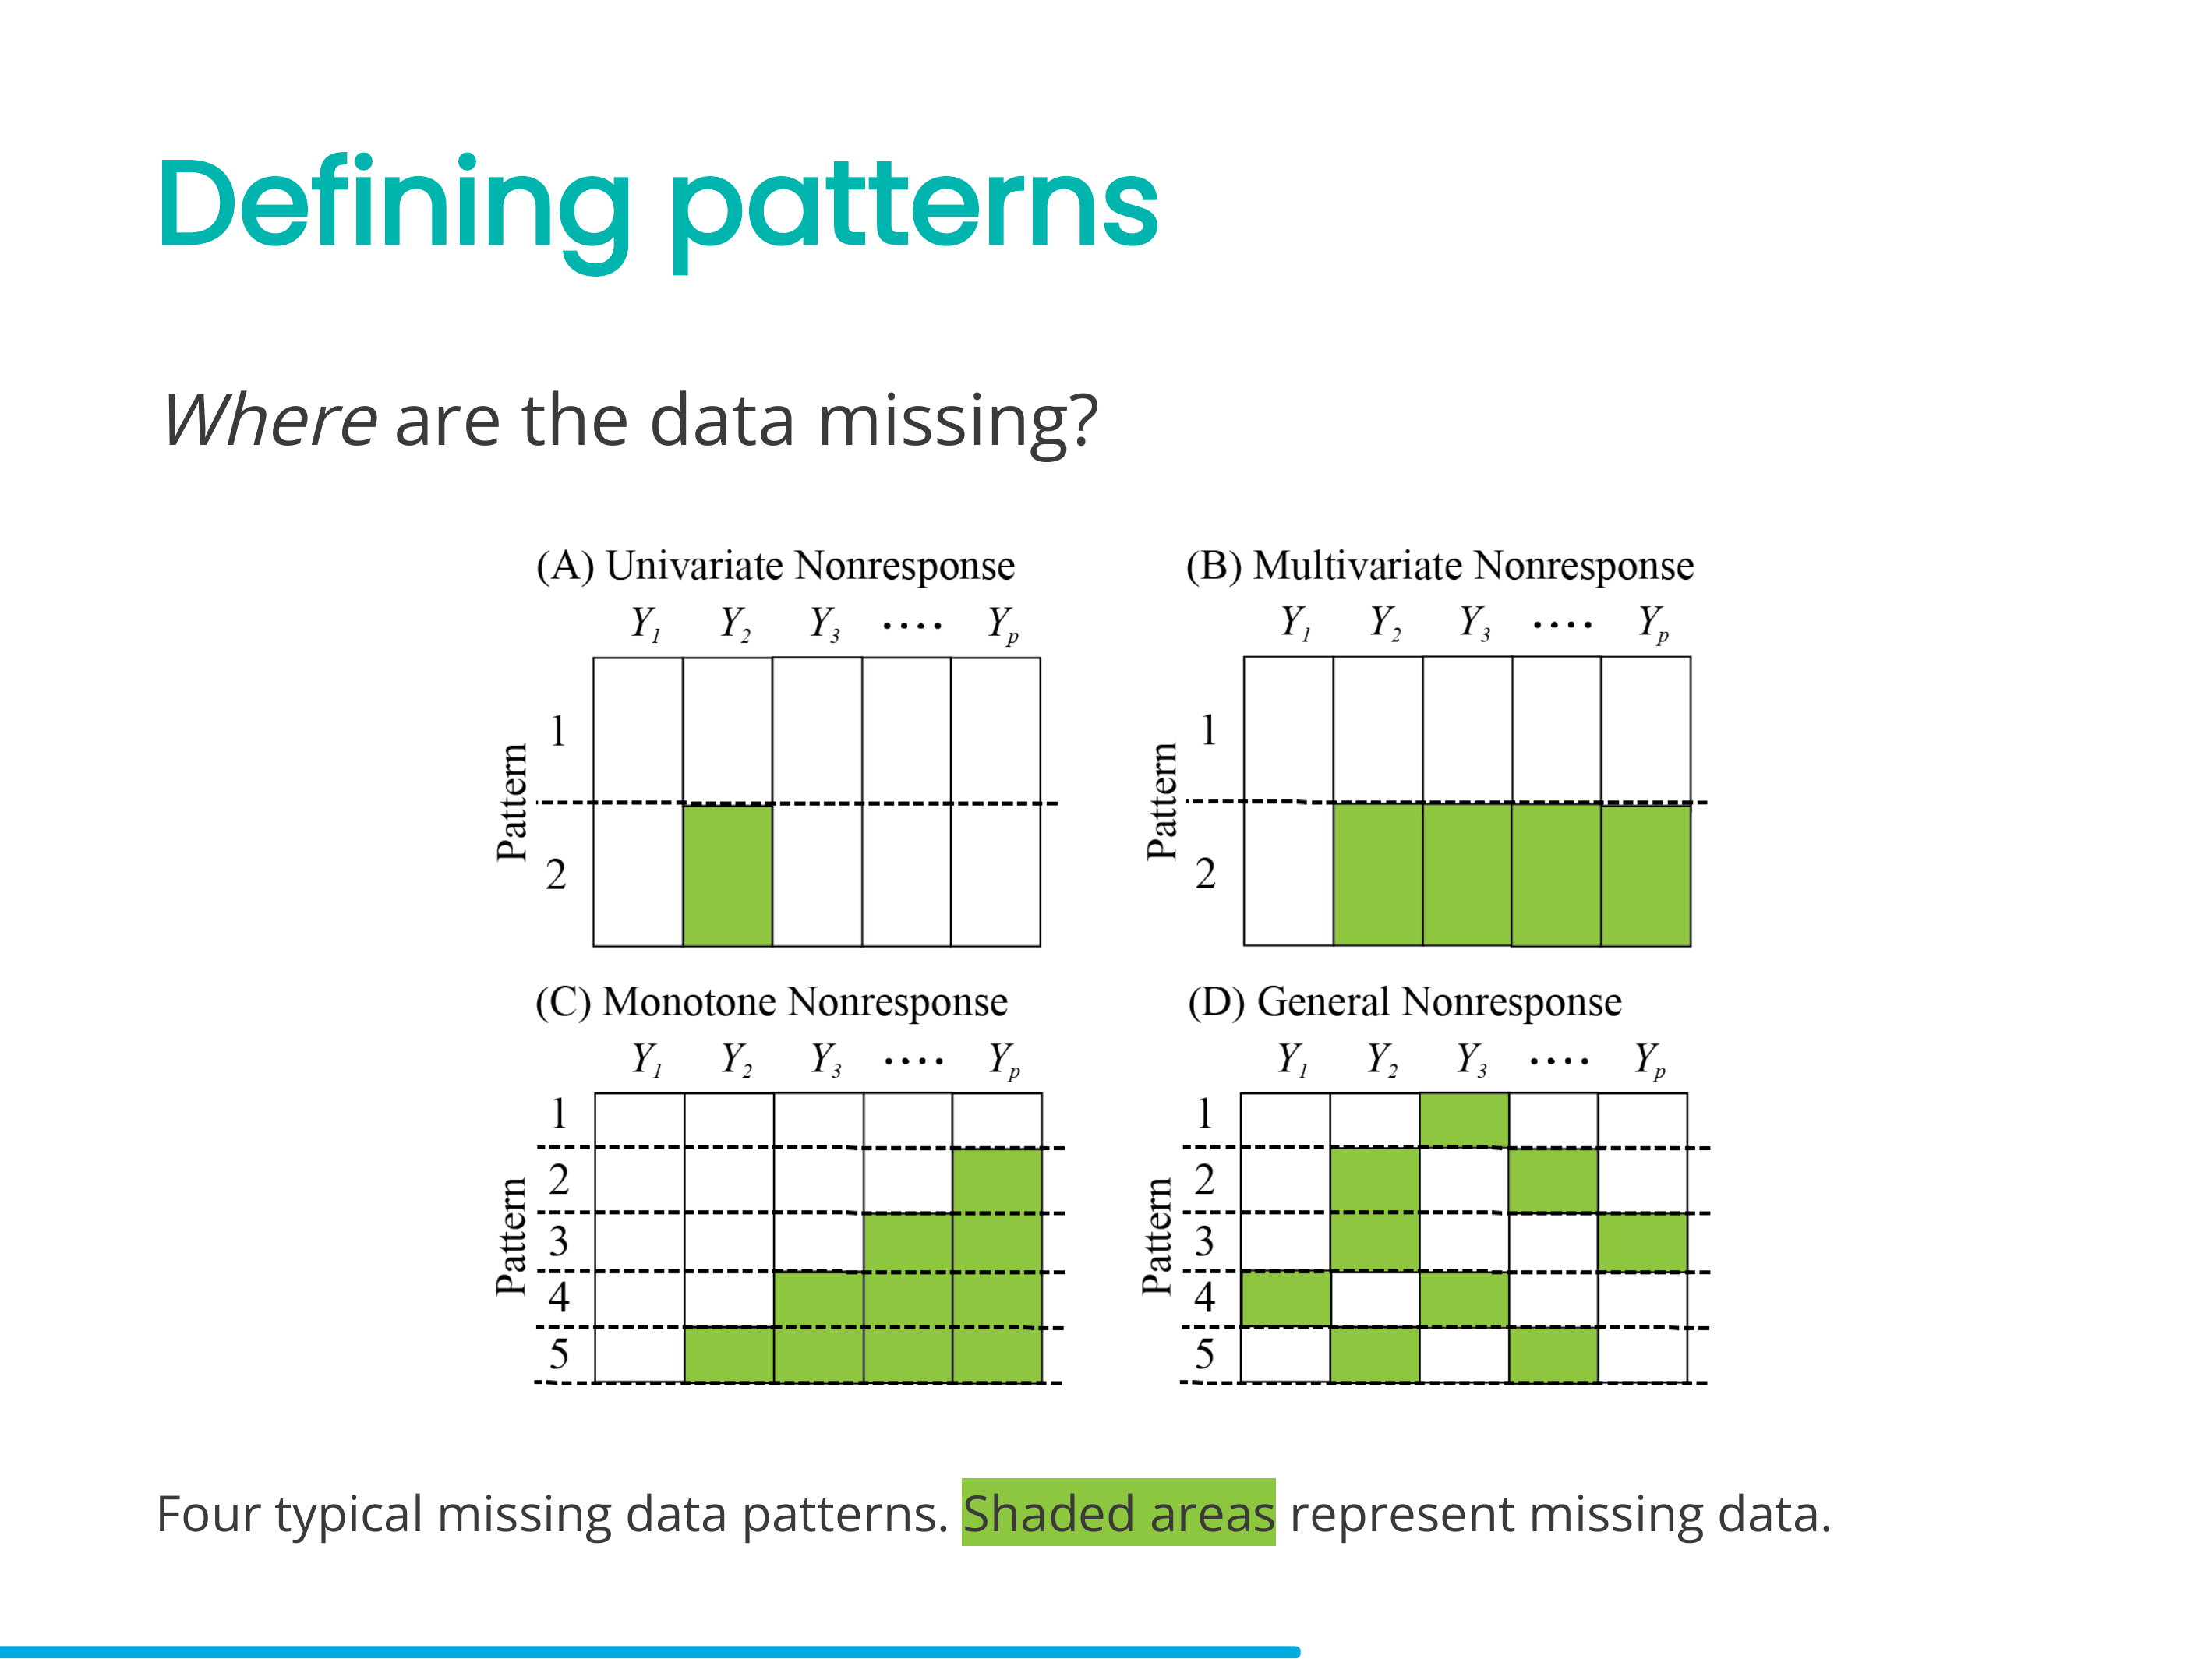 Defining patterns
Where are the data missing?
(A) Univariate Nonresponse
Y1 Y2 Y3 .... Yp
Pattern
1
2
(B) Multivariate Nonresponse
Y1 Y2 Y3 .... Yp
Pattern
1
2
(C) Monotone Nonresponse
Y1 Y2 Y3 .... Yp
Pattern
1
2
3
4
5
(D) General Nonresponse
Y1 Y2 Y3 .... Yp
Pattern
1
2
3
4
5
Four typical missing data patterns. Shaded areas represent missing data.